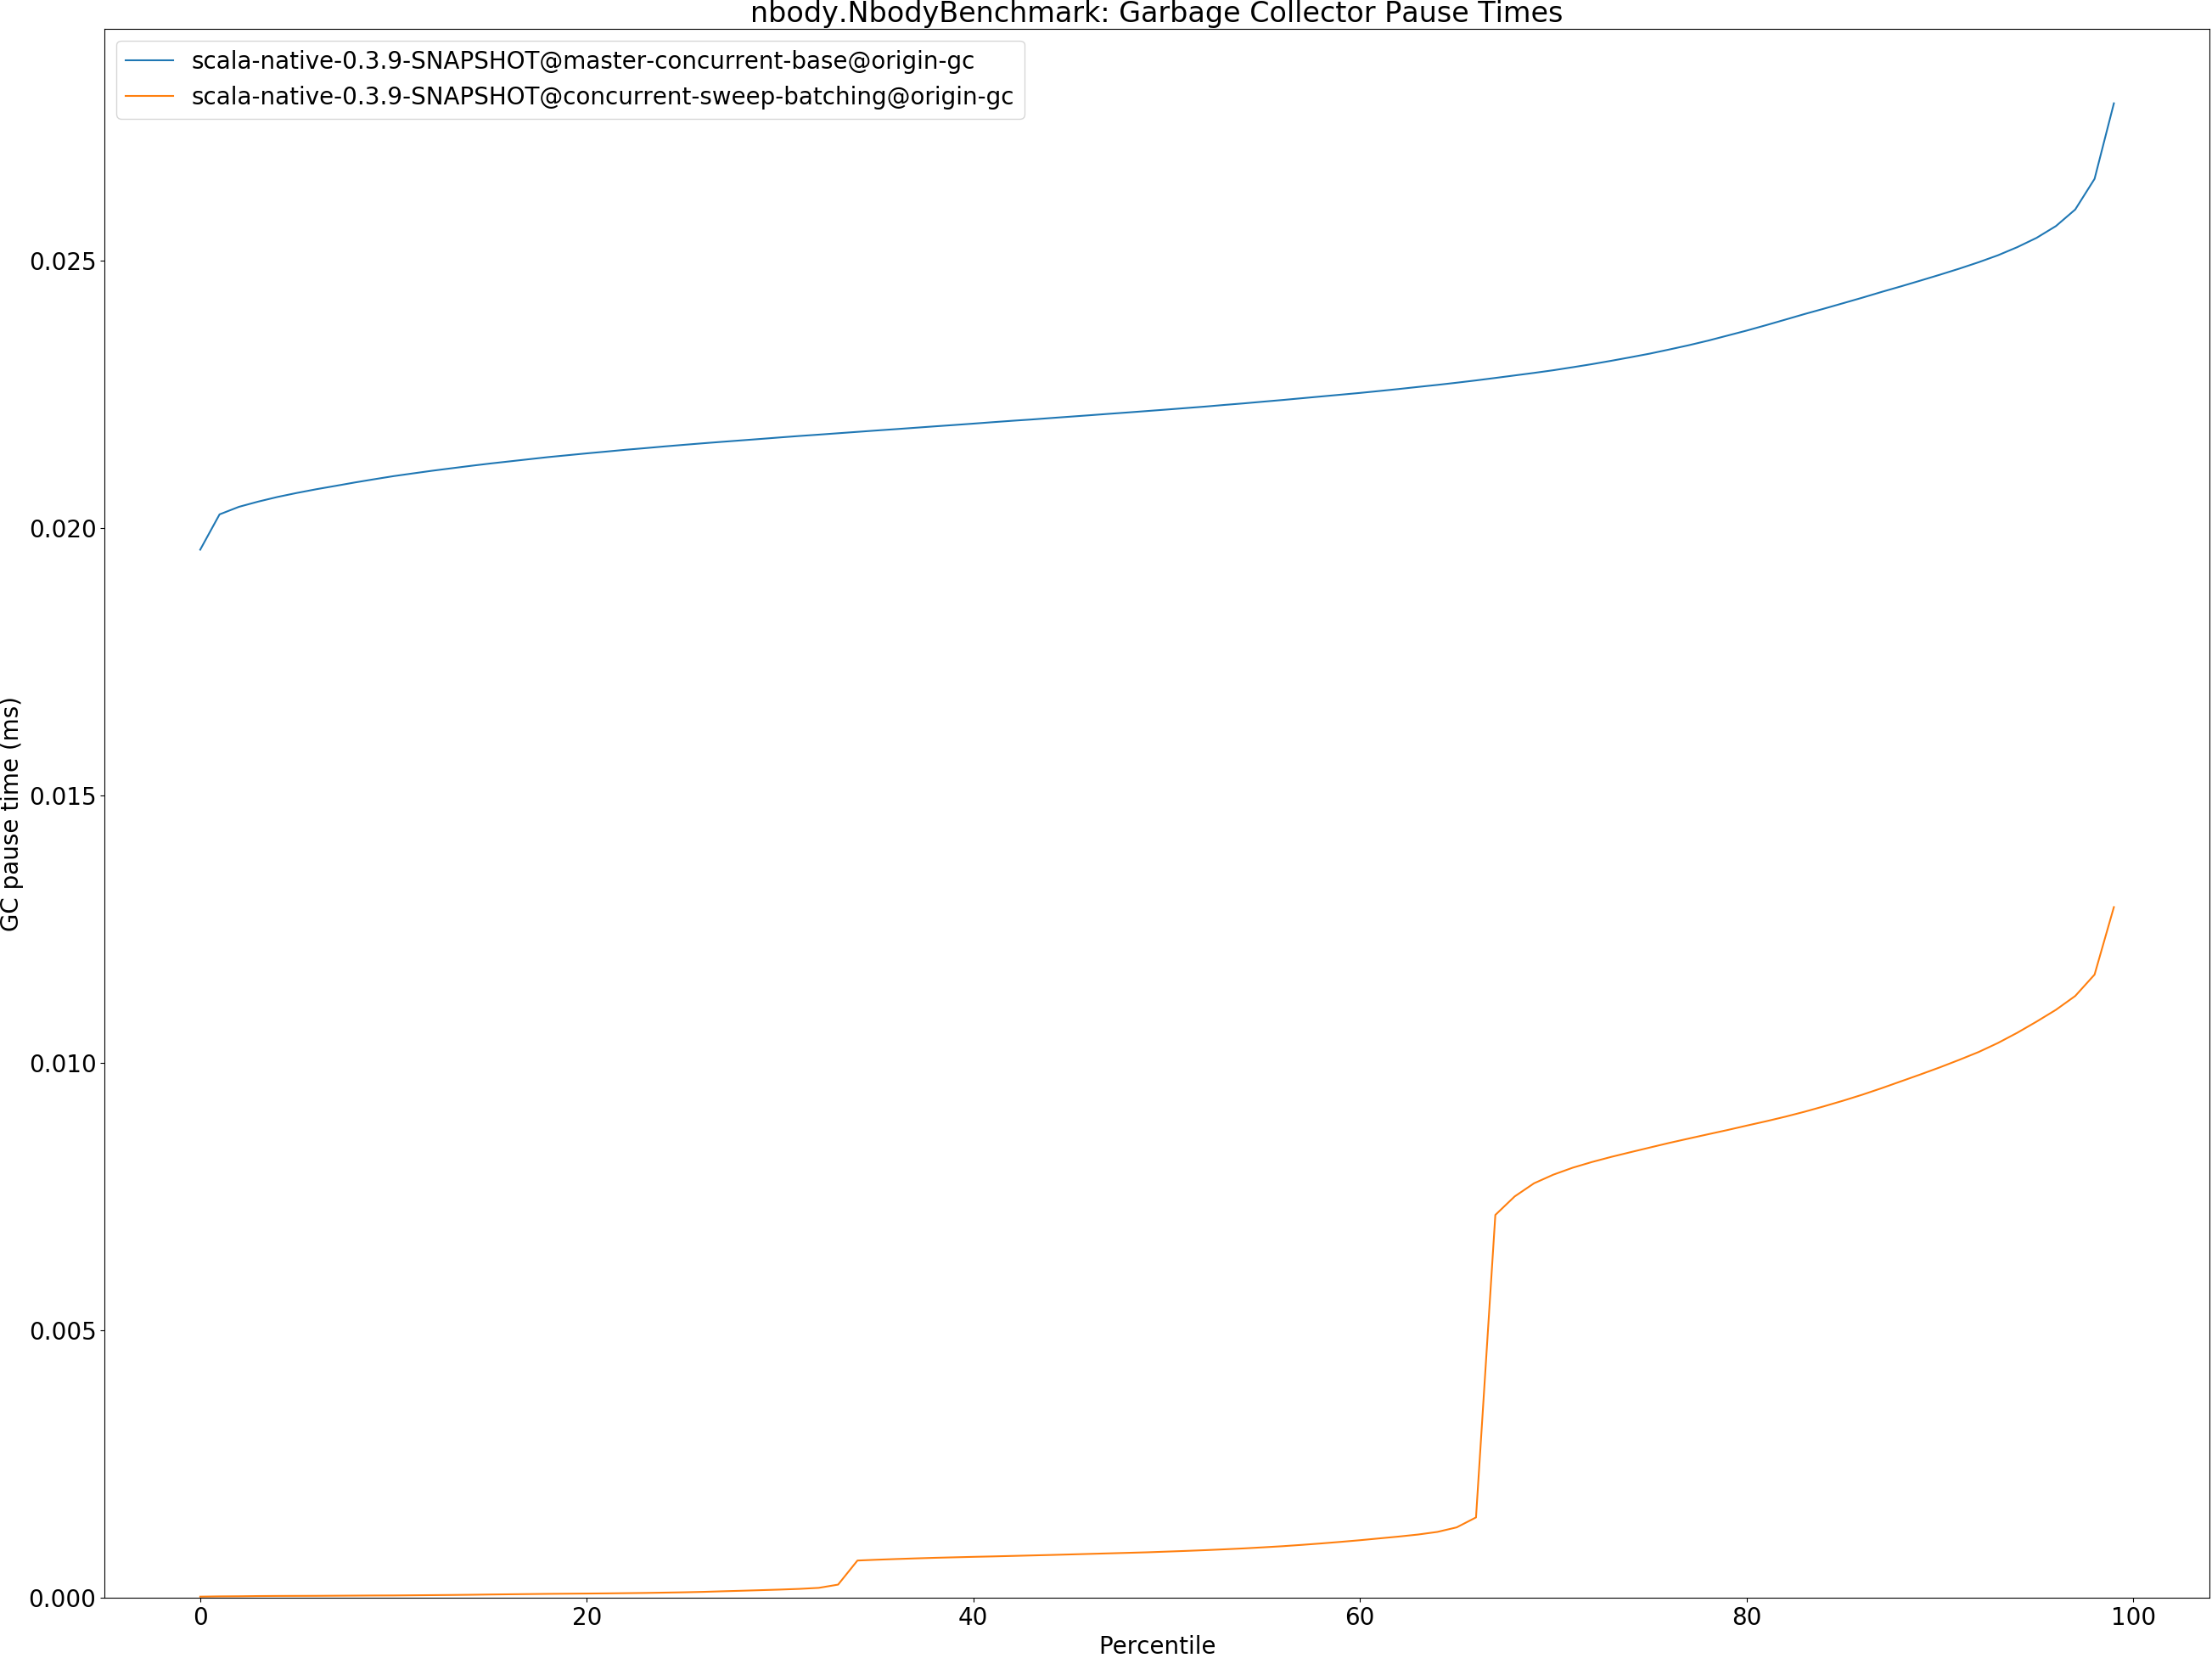 nbody.NbodyBenchmark: Garbage Collector Pause Times
scala-native-0.3.9-SNAPSHOT@master-concurrent-base@origin-gc
scala-native-0.3.9-SNAPSHOT@concurrent-sweep-batching@origin-gc
GC pause time (ms)
0.025
0.020
0.015
0.010
0.005
0.000
0 20 40 60 80 100
Percentile